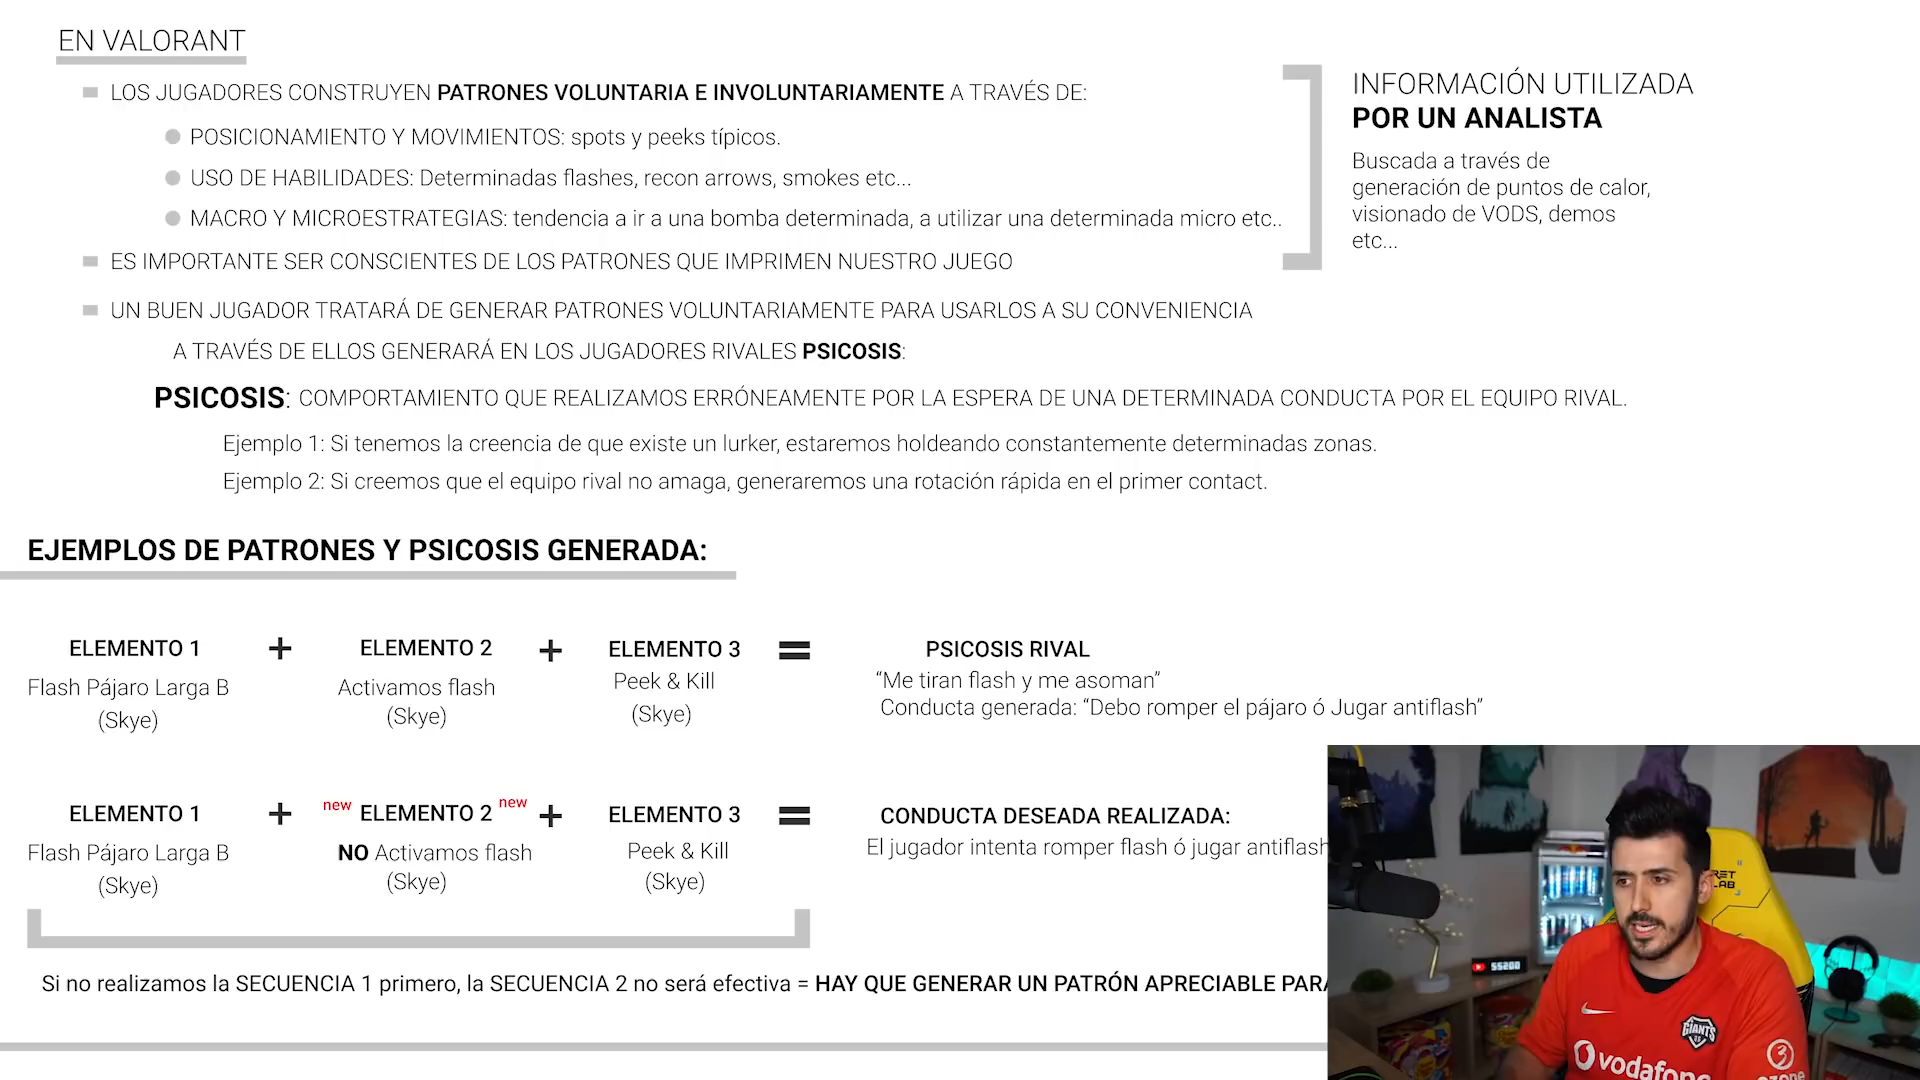 EN VALORANT
LOS JUGADORES CONSTRUYEN PATRONES VOLUNTARIA E INVOLUNTARIAMENTE A TRAVÉS DE:
POSICIONAMIENTO Y MOVIMIENTOS: spots y peeks típicos.
USO DE HABILIDADES: Determinadas flashes, recon arrows, smokes etc...
MACRO Y MICROESTRATEGIAS: tendencia a ir a una bomba determinada, a utilizar una determinada micro etc..
INFORMACIÓN UTILIZADA
POR UN ANALISTA
Buscada a través de
generación de puntos de calor,
visionado de VODS, demos
etc...
ES IMPORTANTE SER CONSCIENTES DE LOS PATRONES QUE IMPRIMEN NUESTRO JUEGO
UN BUEN JUGADOR TRATARÁ DE GENERAR PATRONES VOLUNTARIAMENTE PARA USARLOS A SU CONVENIENCIA
A TRAVÉS DE ELLOS GENERARÁ EN LOS JUGADORES RIVALES PSICOSIS:
PSICOSIS: COMPORTAMIENTO QUE REALIZAMOS ERRÓNEAMENTE POR LA ESPERA DE UNA DETERMINADA CONDUCTA POR EL EQUIPO RIVAL.
Ejemplo 1: Si tenemos la creencia de que existe un lurker, estaremos holdeando constantemente determinadas zonas.
Ejemplo 2: Si creemos que el equipo rival no amaga, generaremos una rotación rápida en el primer contact.
EJEMPLOS DE PATRONES Y PSICOSIS GENERADA:
ELEMENTO 1 + ELEMENTO 2 + ELEMENTO 3 = PSICOSIS RIVAL
Flash Pájaro Larga B
(Skye)
Activamos flash
(Skye)
Peek & Kill
(Skye)
“Me tiran flash y me asoman”
Conducta generada: “Debo romper el pájaro ó Jugar antiflash”
ELEMENTO 1 + new ELEMENTO 2 new + ELEMENTO 3 = CONDUCTA DESEADA REALIZADA:
Flash Pájaro Larga B
(Skye)
NO Activamos flash
(Skye)
Peek & Kill
(Skye)
El jugador intenta romper flash ó jugar antiflash
Si no realizamos la SECUENCIA 1 primero, la SECUENCIA 2 no será efectiva = HAY QUE GENERAR UN PATRÓN APRECIABLE PARA
55200
GIANTS
vodafone